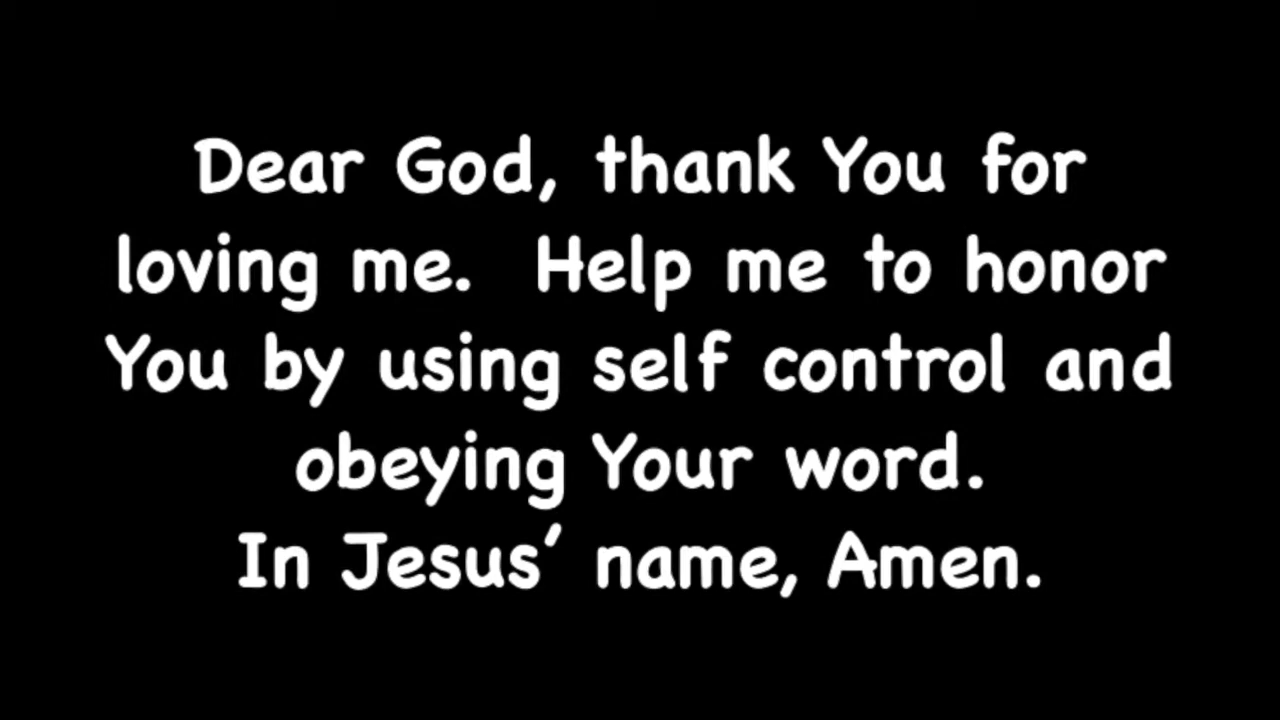 Dear God, thank You for
loving me.  Help me to honor
You by using self control and
obeying Your word.
In Jesus’ name, Amen.